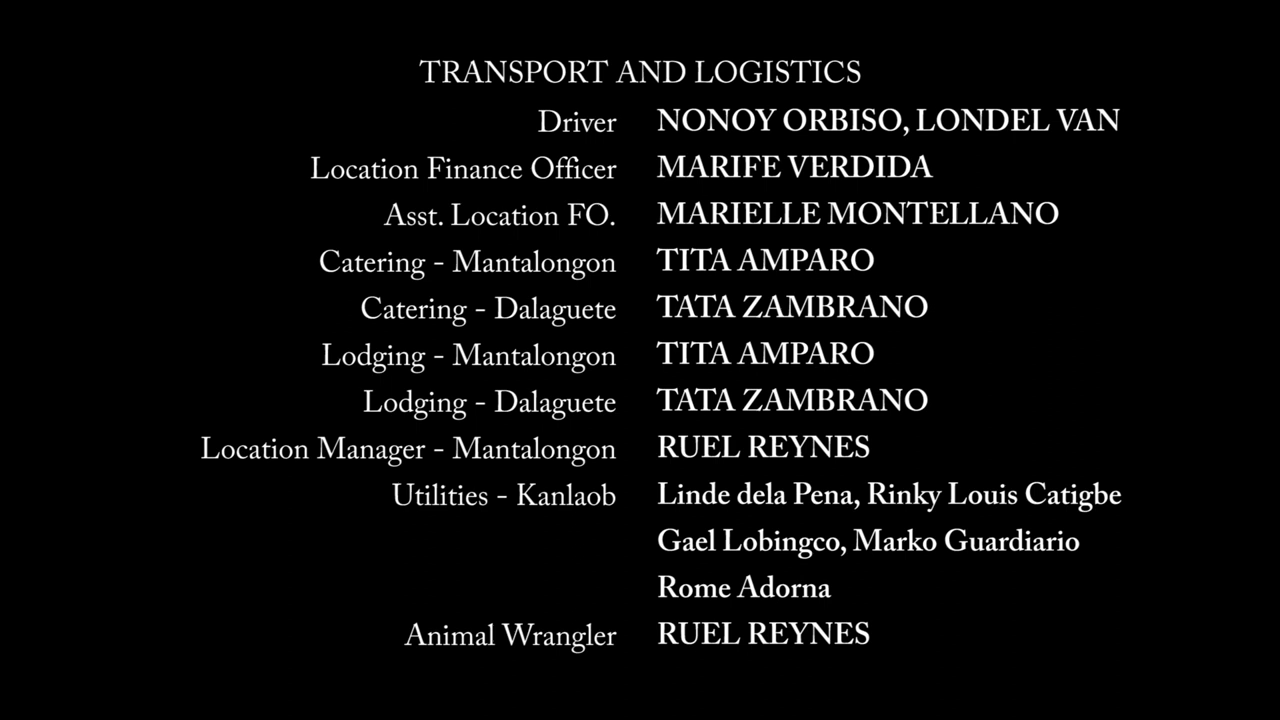 TRANSPORT AND LOGISTICS
Driver NONOY ORBISO, LONDEL VAN
Location Finance Officer MARIFE VERDIDA
Asst. Location FO. MARIELLE MONTELLANO
Catering - Mantalongon TITA AMPARO
Catering - Dalaguete TATA ZAMBRANO
Lodging - Mantalongon TITA AMPARO
Lodging - Dalaguete TATA ZAMBRANO
Location Manager - Mantalongon RUEL REYNES
Utilities - Kanlaob Linde dela Pena, Rinky Louis Catigbe
Gael Lobingco, Marko Guardiario
Rome Adorna
Animal Wrangler RUEL REYNES